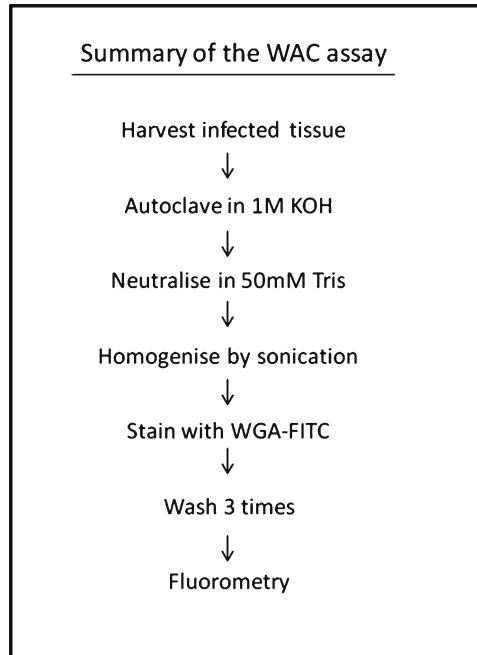 Summary of the WAC assay
Harvest infected tissue
Autoclave in 1M KOH
Neutralise in 50mM Tris
Homogenise by sonication
Stain with WGA-FITC
Wash 3 times
Fluorometry